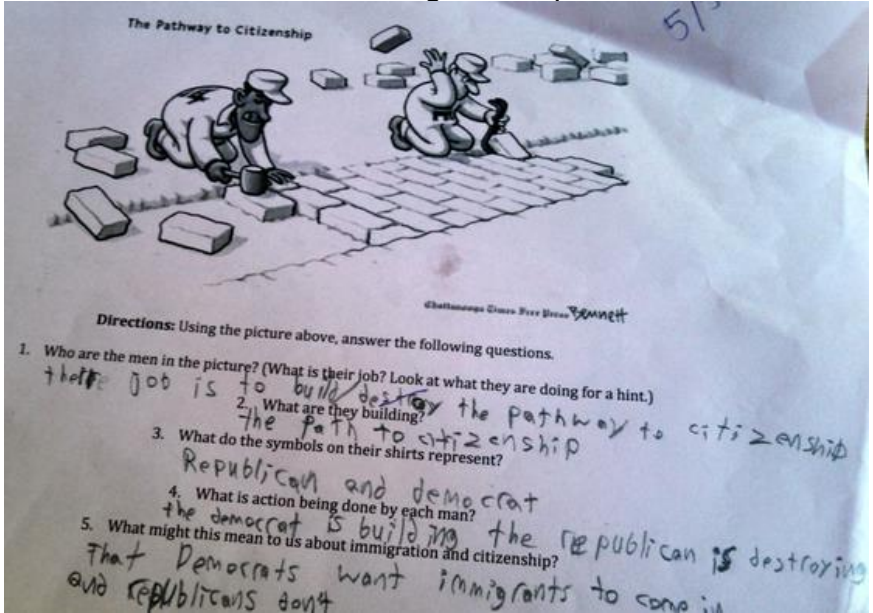 The Pathway to Citizenship
5/
Chattanooga Times Free Press Bennett
Directions: Using the picture above, answer the following questions.
1. Who are the men in the picture? (What is their job? Look at what they are doing for a hint.)
there job is to build/destroy the pathway to citizenship
2. What are they building?
the path to citizenship
3. What do the symbols on their shirts represent?
Republican and democrat
4. What is action being done by each man?
the democrat is building the republican is destroying
5. What might this mean to us about immigration and citizenship?
That Democrats want immigrants to come in
and republicans dont